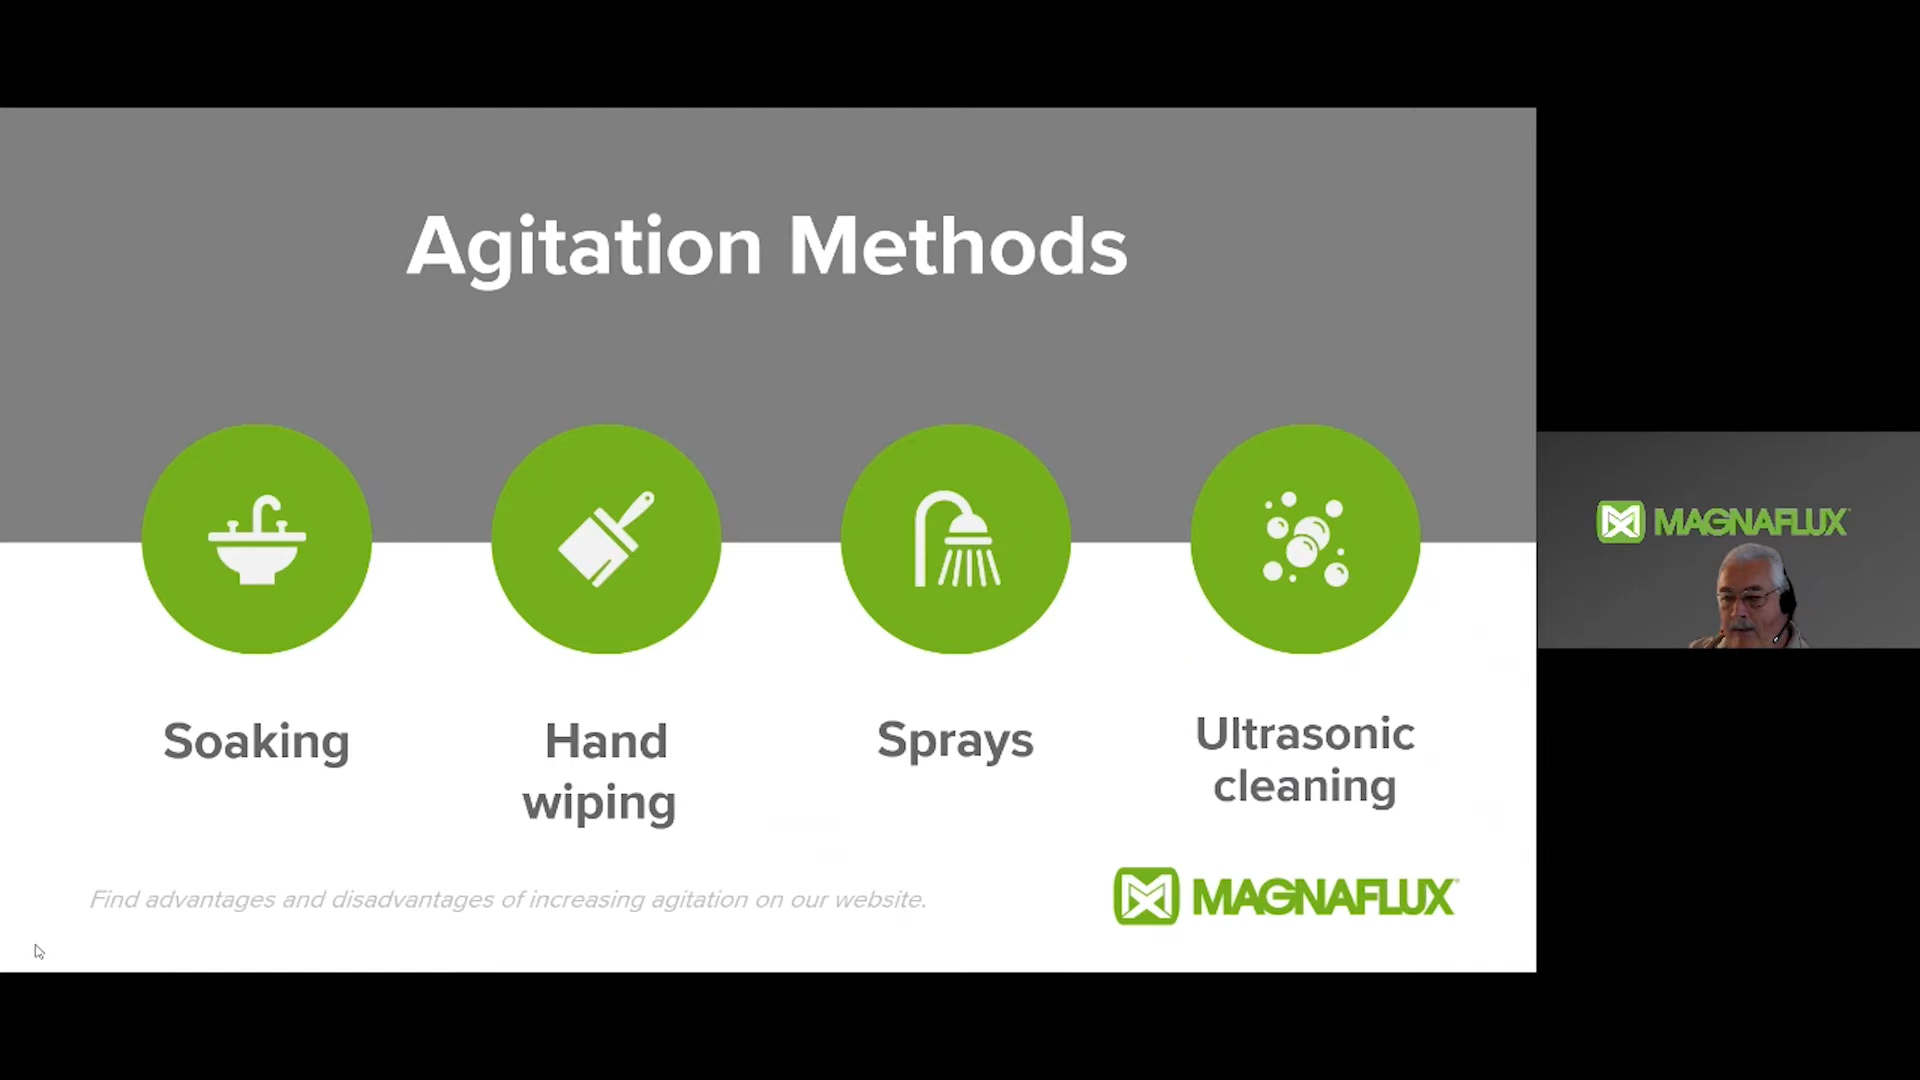 Agitation Methods
Soaking
Hand
wiping
Sprays
Ultrasonic
cleaning
Find advantages and disadvantages of increasing agitation on our website.
MAGNAFLUX
MAGNAFLUX